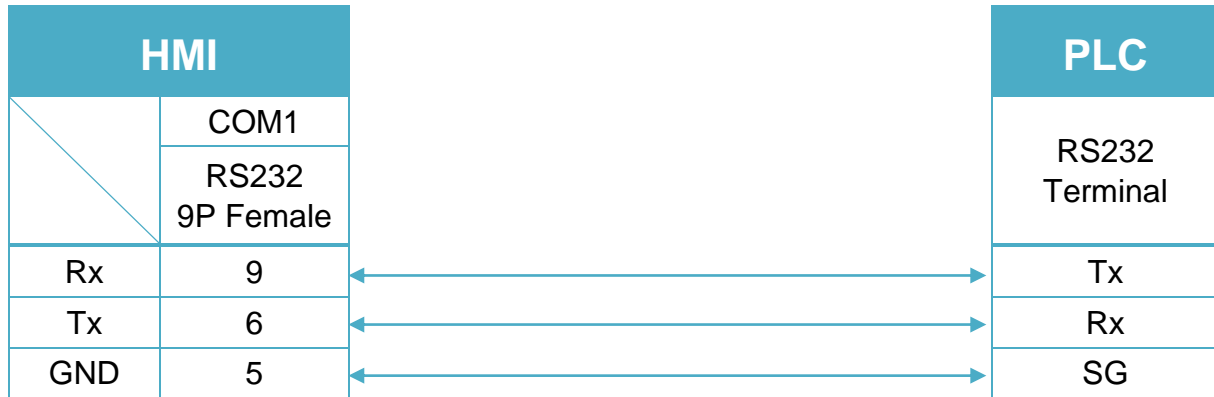 HMI
PLC
COM1
RS232
9P Female
RS232
Terminal
Rx 9 Tx
Tx 6 Rx
GND 5 SG